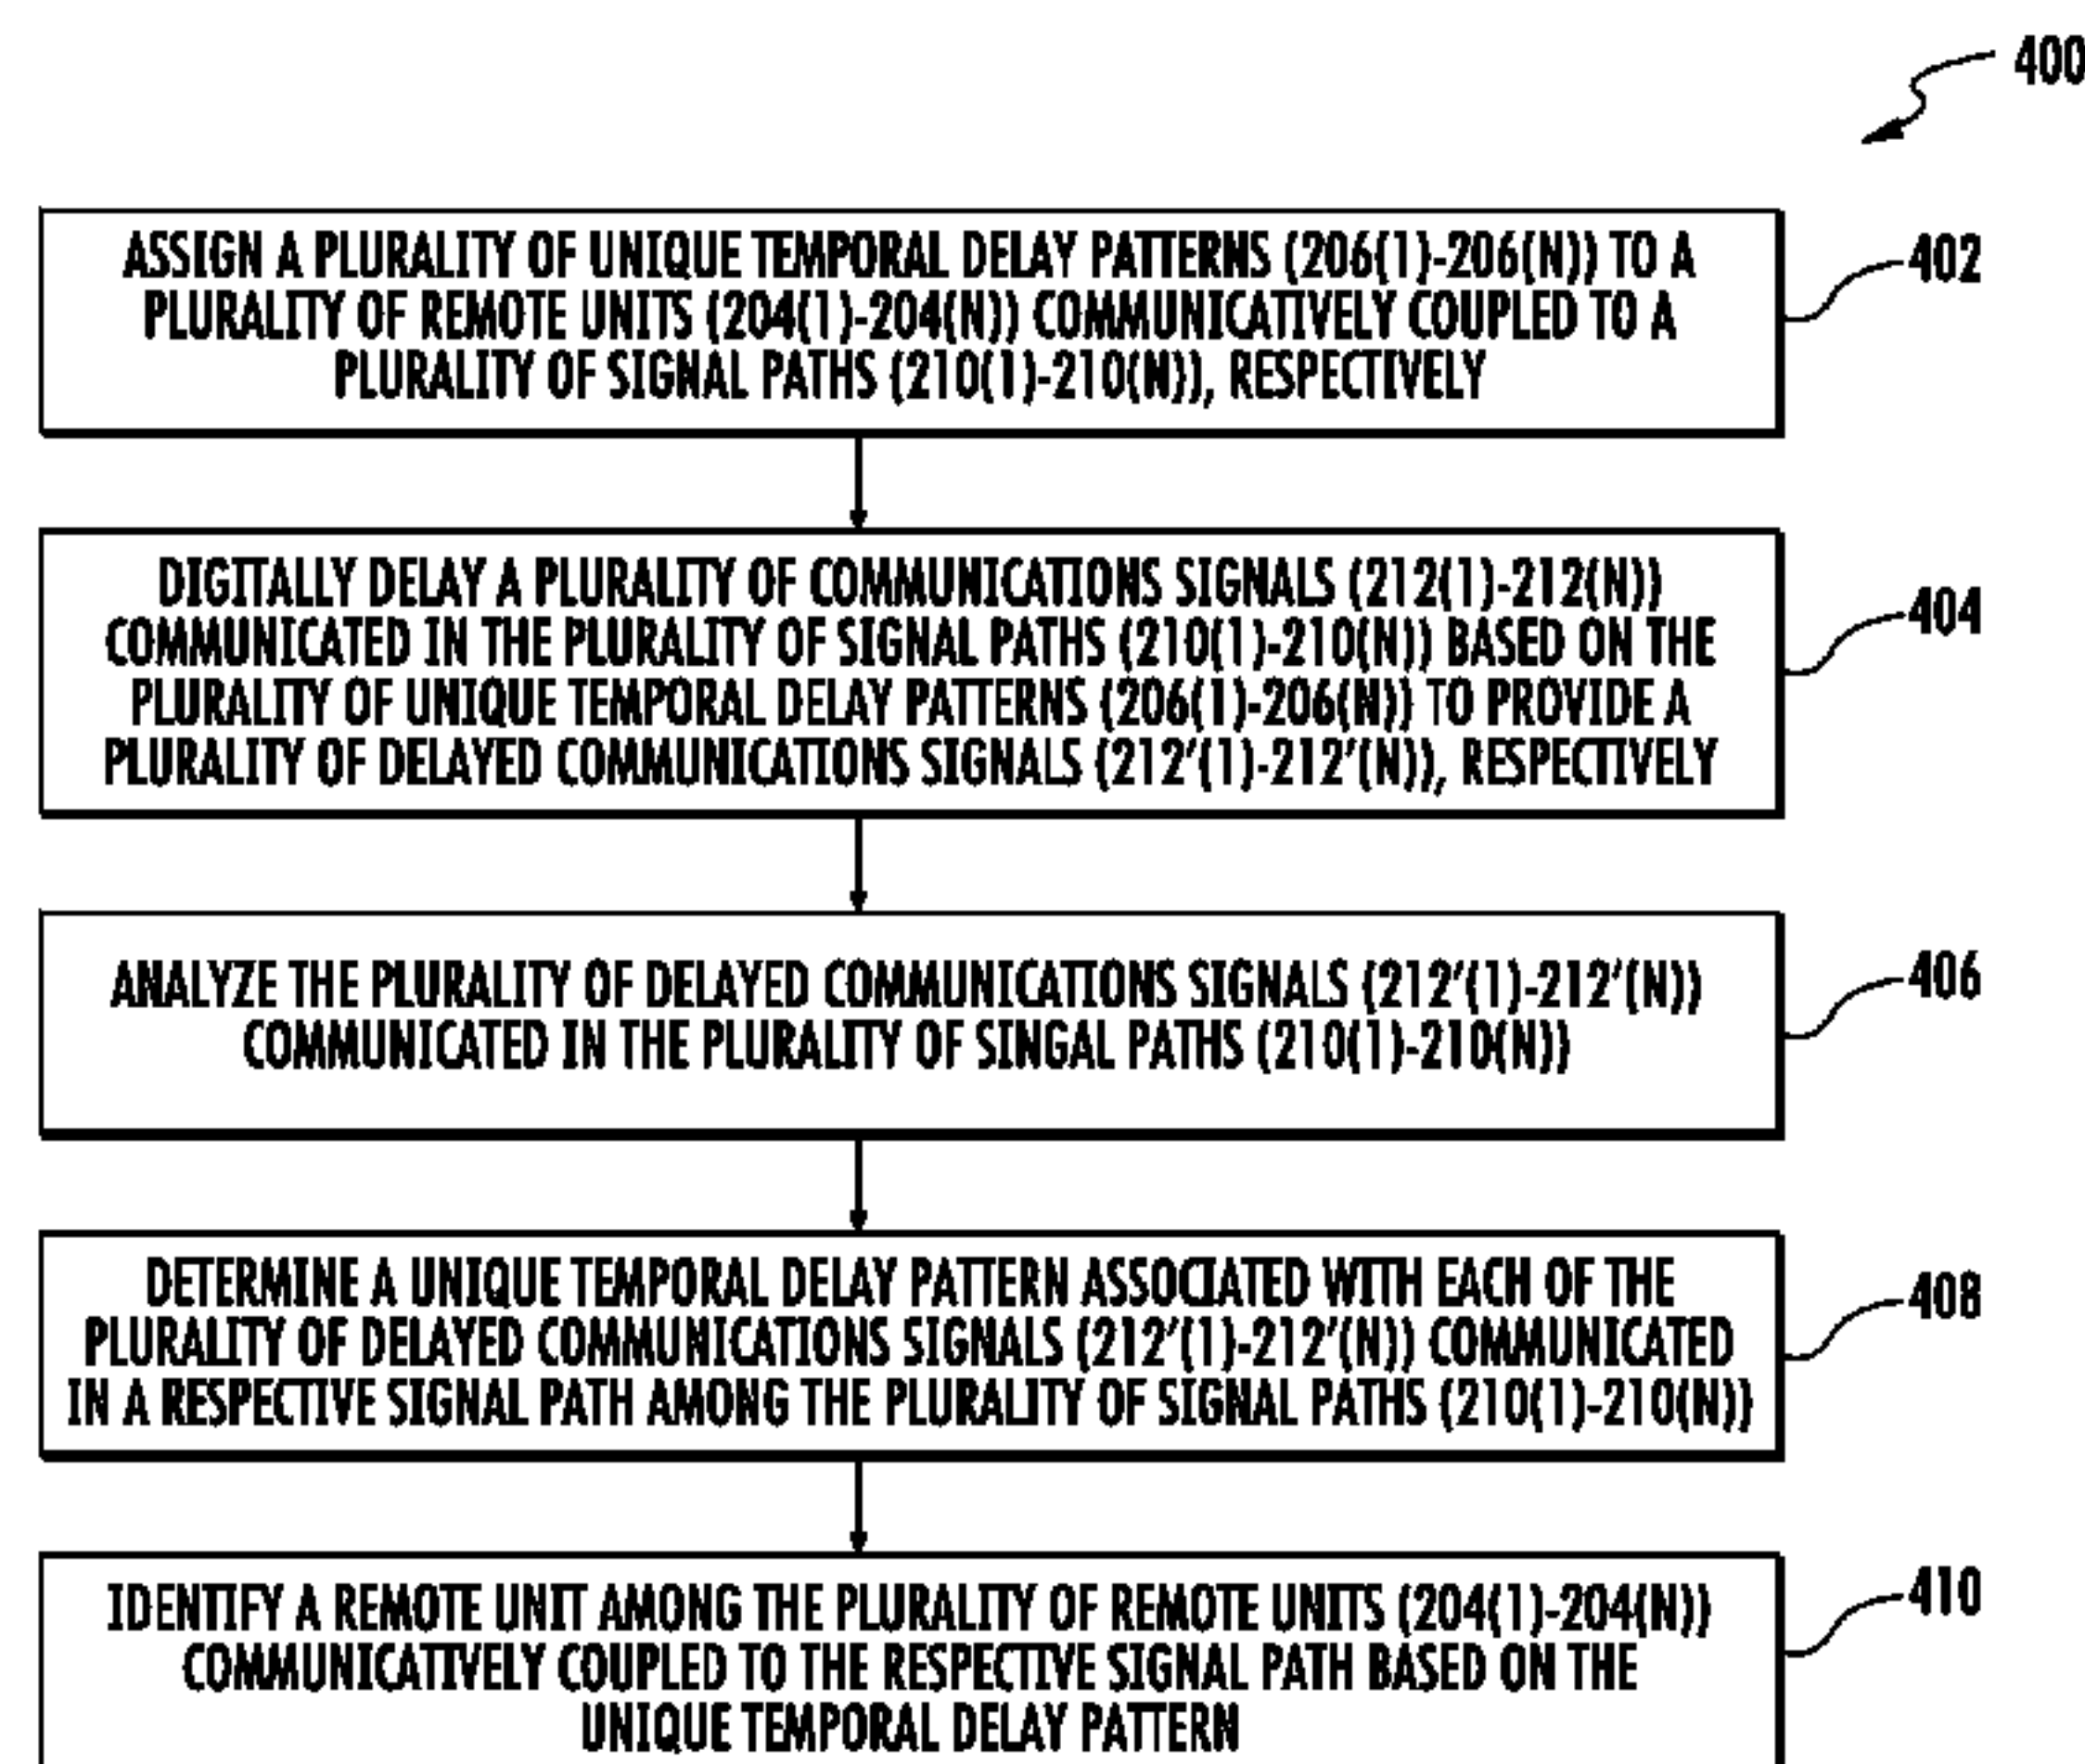 400
ASSIGN A PLURALITY OF UNIQUE TEMPORAL DELAY PATTERNS (206(1)-206(N)) TO A
PLURALITY OF REMOTE UNITS (204(1)-204(N)) COMMUNICATIVELY COUPLED TO A
PLURALITY OF SIGNAL PATHS (210(1)-210(N)), RESPECTIVELY
402
DIGITALLY DELAY A PLURALITY OF COMMUNICATIONS SIGNALS (212(1)-212(N))
COMMUNICATED IN THE PLURALITY OF SIGNAL PATHS (210(1)-210(N)) BASED ON THE
PLURALITY OF UNIQUE TEMPORAL DELAY PATTERNS (206(1)-206(N)) TO PROVIDE A
PLURALITY OF DELAYED COMMUNICATIONS SIGNALS (212'(1)-212'(N)), RESPECTIVELY
404
ANALYZE THE PLURALITY OF DELAYED COMMUNICATIONS SIGNALS (212'(1)-212'(N))
COMMUNICATED IN THE PLURALITY OF SINGAL PATHS (210(1)-210(N))
406
DETERMINE A UNIQUE TEMPORAL DELAY PATTERN ASSOCIATED WITH EACH OF THE
PLURALITY OF DELAYED COMMUNICATIONS SIGNALS (212'(1)-212'(N)) COMMUNICATED
IN A RESPECTIVE SIGNAL PATH AMONG THE PLURALITY OF SIGNAL PATHS (210(1)-210(N))
408
IDENTIFY A REMOTE UNIT AMONG THE PLURALITY OF REMOTE UNITS (204(1)-204(N))
COMMUNICATIVELY COUPLED TO THE RESPECTIVE SIGNAL PATH BASED ON THE
UNIQUE TEMPORAL DELAY PATTERN
410